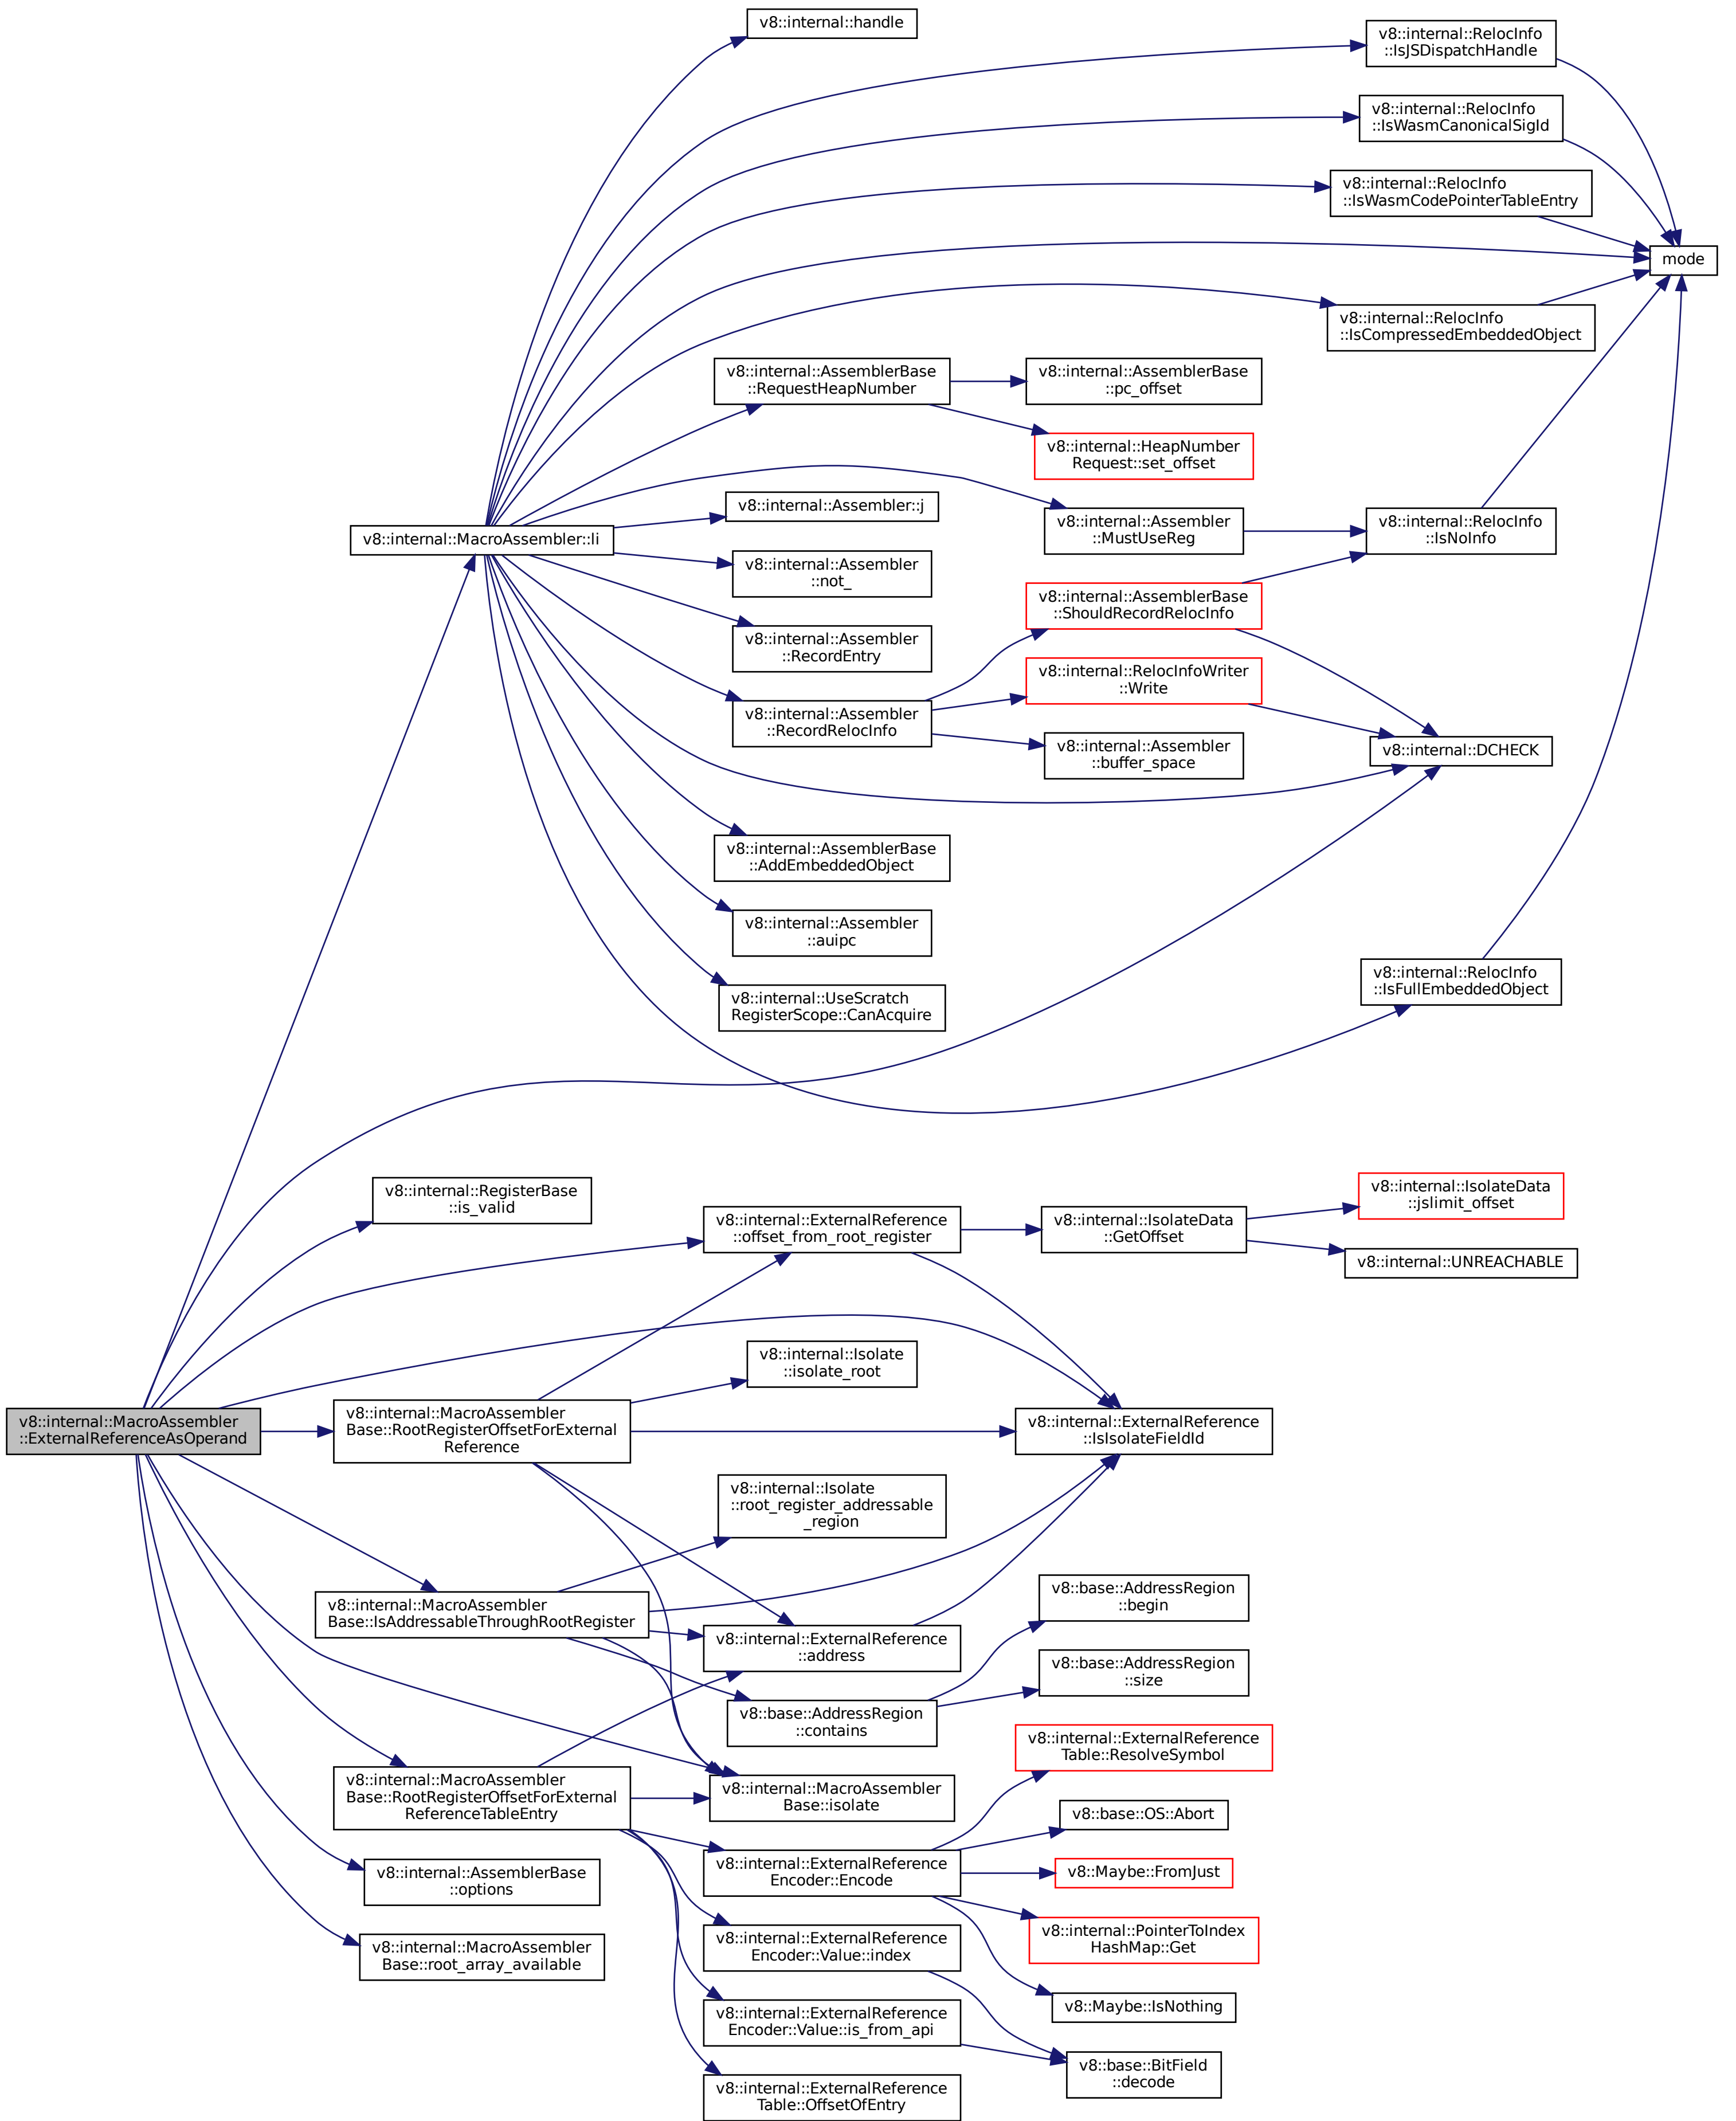 v8::internal::handle
v8::internal::RelocInfo
::IsJSDispatchHandle
v8::internal::RelocInfo
::IsWasmCanonicalSigId
v8::internal::RelocInfo
::IsWasmCodePointerTableEntry
mode
v8::internal::RelocInfo
::IsCompressedEmbeddedObject
v8::internal::AssemblerBase
::RequestHeapNumber
v8::internal::AssemblerBase
::pc_offset
v8::internal::HeapNumber
Request::set_offset
v8::internal::Assembler::j
v8::internal::Assembler
::MustUseReg
v8::internal::RelocInfo
::IsNoInfo
v8::internal::MacroAssembler::li
v8::internal::Assembler
::not_
v8::internal::AssemblerBase
::ShouldRecordRelocInfo
v8::internal::Assembler
::RecordEntry
v8::internal::RelocInfoWriter
::Write
v8::internal::Assembler
::RecordRelocInfo
v8::internal::Assembler
::buffer_space
v8::internal::DCHECK
v8::internal::AssemblerBase
::AddEmbeddedObject
v8::internal::Assembler
::auipc
v8::internal::RelocInfo
::IsFullEmbeddedObject
v8::internal::UseScratch
RegisterScope::CanAcquire
v8::internal::RegisterBase
::is_valid
v8::internal::ExternalReference
::offset_from_root_register
v8::internal::IsolateData
::GetOffset
v8::internal::IsolateData
::jslimit_offset
v8::internal::UNREACHABLE
v8::internal::Isolate
::isolate_root
v8::internal::MacroAssembler
::ExternalReferenceAsOperand
v8::internal::MacroAssembler
Base::RootRegisterOffsetForExternal
Reference
v8::internal::ExternalReference
::IsIsolateFieldId
v8::internal::Isolate
::root_register_addressable
_region
v8::internal::MacroAssembler
Base::IsAddressableThroughRootRegister
v8::internal::ExternalReference
::address
v8::base::AddressRegion
::begin
v8::base::AddressRegion
::size
v8::base::AddressRegion
::contains
v8::internal::ExternalReference
Table::ResolveSymbol
v8::internal::MacroAssembler
Base::RootRegisterOffsetForExternal
ReferenceTableEntry
v8::internal::MacroAssembler
Base::isolate
v8::base::OS::Abort
v8::internal::ExternalReference
Encoder::Encode
v8::Maybe::FromJust
v8::internal::AssemblerBase
::options
v8::internal::PointerToIndex
HashMap::Get
v8::internal::ExternalReference
Encoder::Value::index
v8::internal::MacroAssembler
Base::root_array_available
v8::Maybe::IsNothing
v8::internal::ExternalReference
Encoder::Value::is_from_api
v8::base::BitField
::decode
v8::internal::ExternalReference
Table::OffsetOfEntry